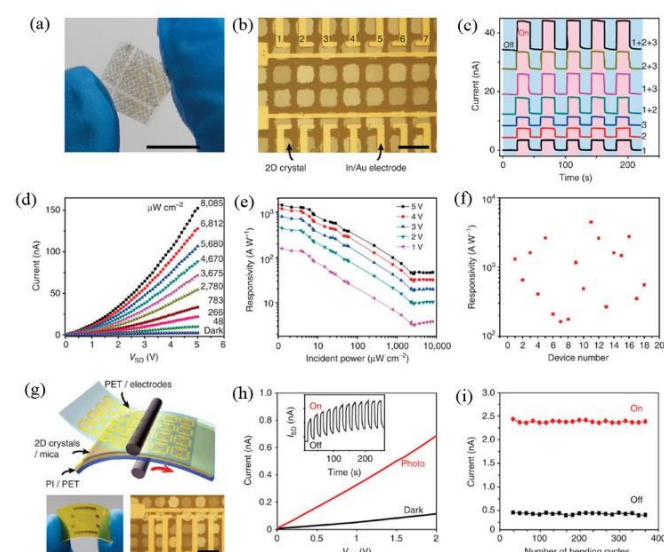 (a)
(b)
1 2 3 4 5 6 7
2D crystal
In/Au electrode
(c)
Current (nA)
40
20
0
Off
On
1+2+3
2+3
1+3
1+2
3
2
1
0 100 200
Time (s)
(d)
Current (nA)
150
100
50
0
μW cm⁻²
8,085
6,812
5,680
4,670
3,675
2,780
783
266
48
Dark
0 1 2 3 4 5 6
V_SD (V)
(e)
Responsivity (A W⁻¹)
10³
10²
10¹
5 V
4 V
3 V
2 V
1 V
10 100 1,000 10,000
Incident power (μW cm⁻²)
(f)
Responsivity (A W⁻¹)
10⁴
10³
10²
0 2 4 6 8 10 12 14 16 18 20
Device number
(g)
PET / electrodes
2D crystals
/ mica
PI / PET
(h)
Current (nA)
1.0
0.8
0.6
0.4
0.2
0
I_SD (nA)
On
Off
0 100 200
Time (s)
Photo
Dark
0 1 2
(i)
Current (nA)
3.0
2.5
2.0
1.5
1.0
0.5
0.0
On
Off
0 100 200 300 400
Number of bending cycles